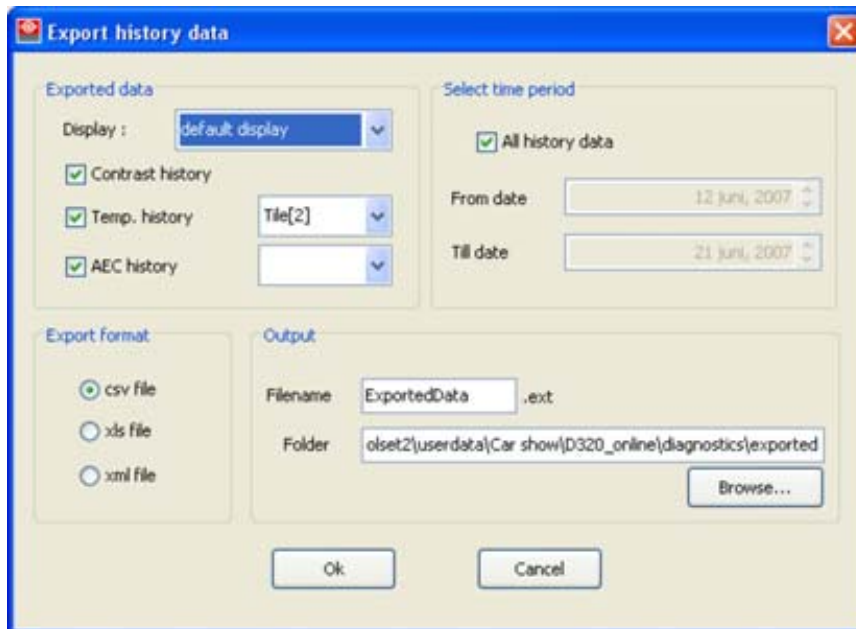 Export history data
Exported data
Display :
default display
Contrast history
Temp. history
Tile[2]
AEC history
Select time period
All history data
From date
12 juni, 2007
Till date
21 juni, 2007
Export format
csv file
xls file
xml file
Output
Filename
ExportedData
.ext
Folder
olset2\userdata\Car show\D320_online\diagnostics\exported
Browse...
Ok
Cancel